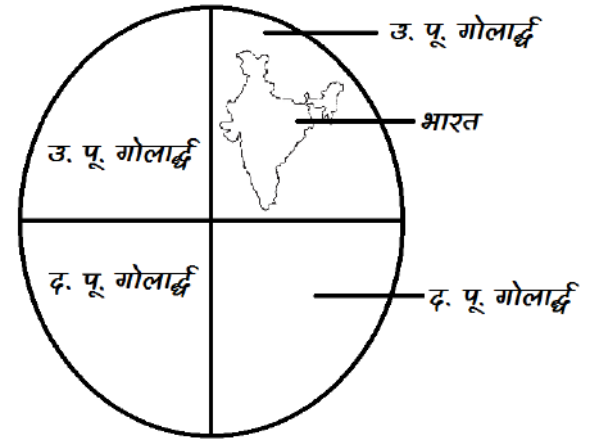 उ. पू. गोलार्द्ध
भारत
उ. पू. गोलार्द्ध
द. पू. गोलार्द्ध
द. पू. गोलार्द्ध